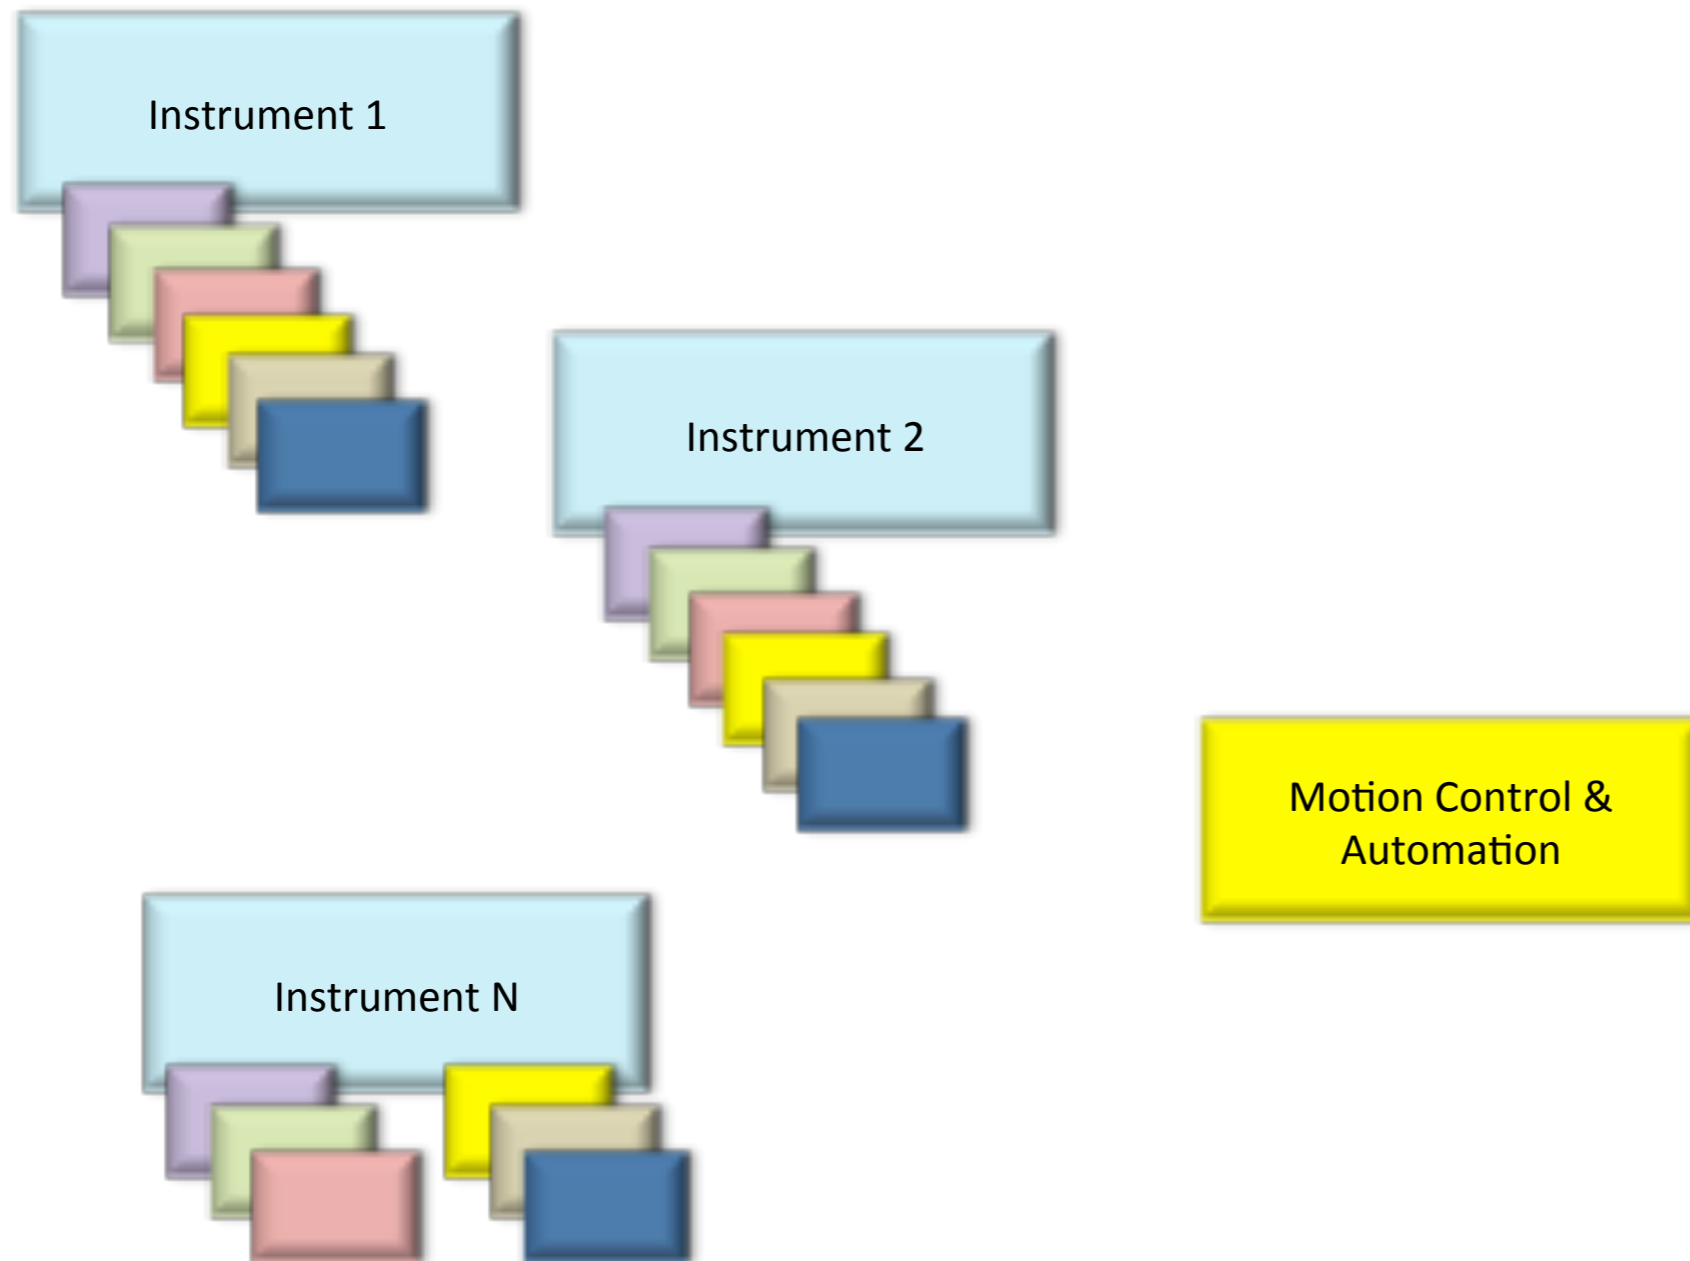 Instrument 1
Instrument 2
Motion Control &
Automation
Instrument N